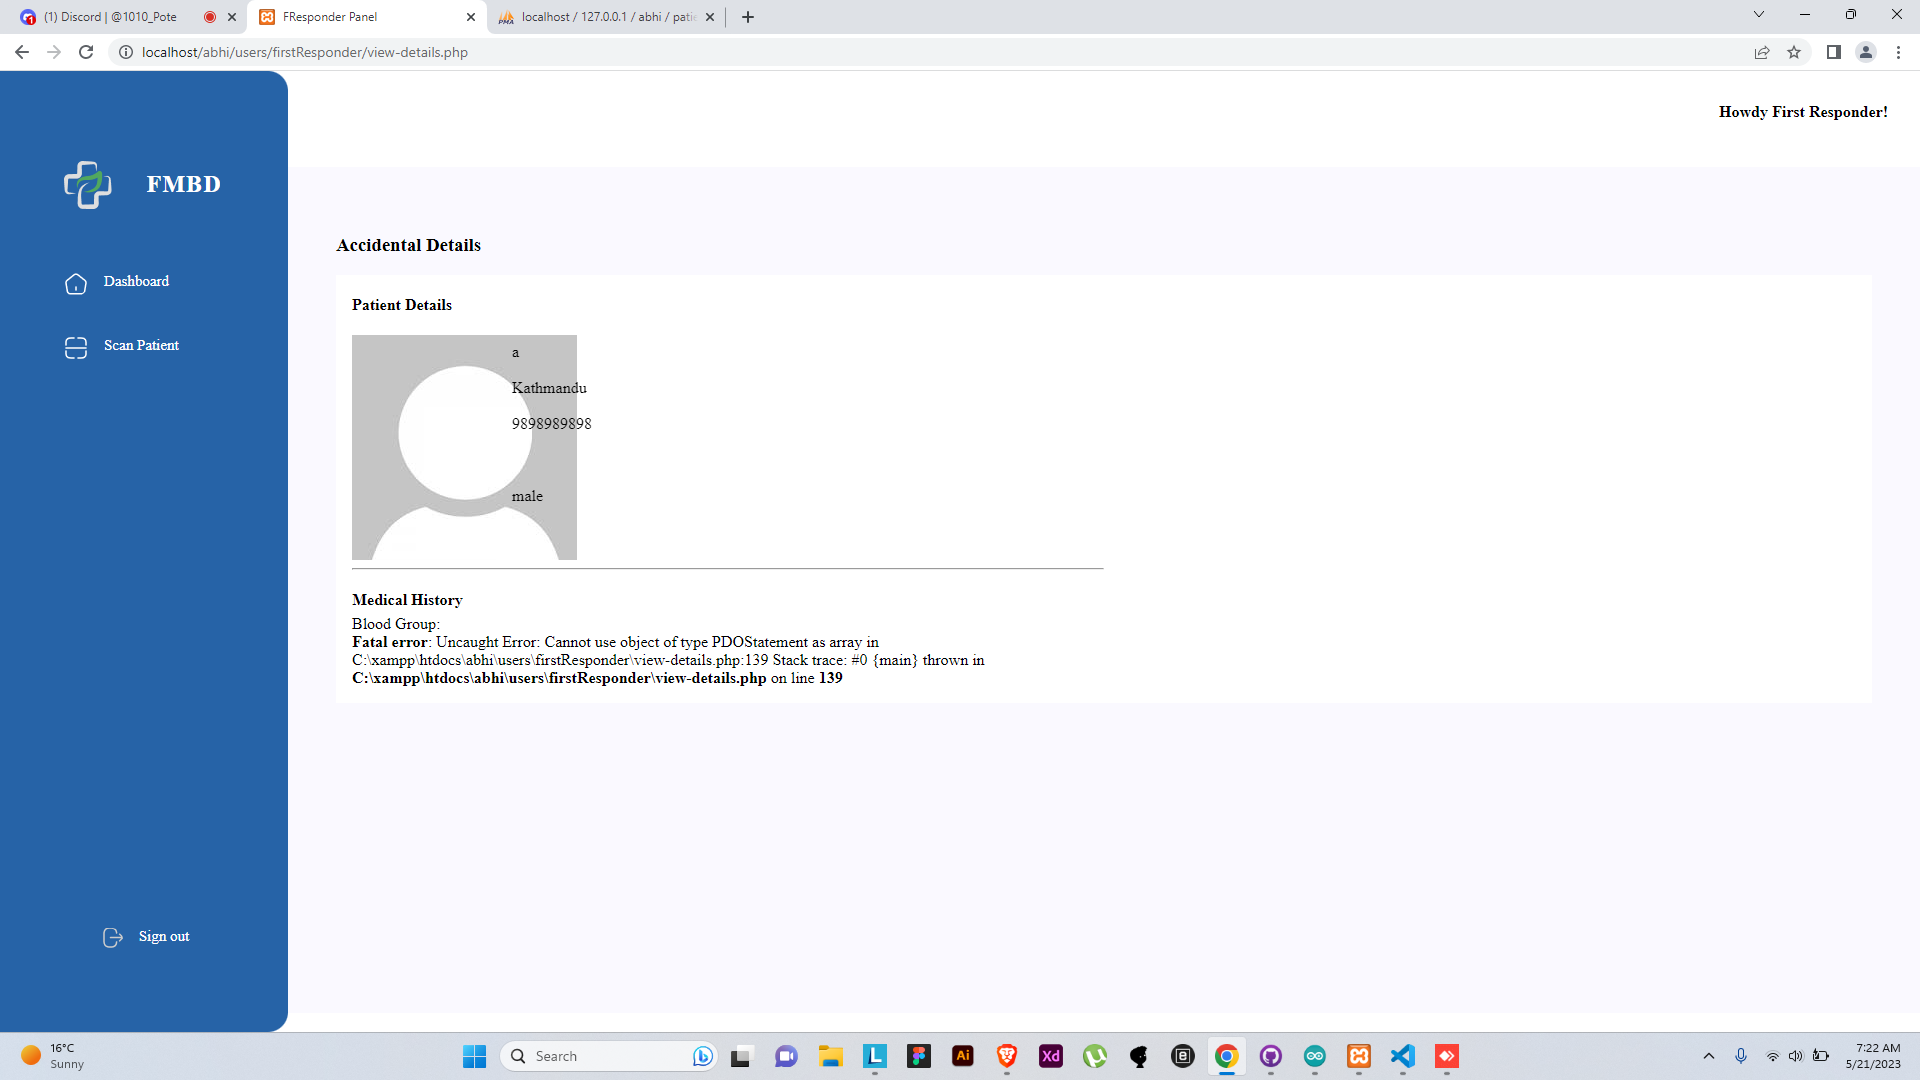 (1) Discord | @1010_Pote
FResponder Panel
localhost / 127.0.0.1 / abhi / patie
localhost/abhi/users/firstResponder/view-details.php
Howdy First Responder!
FMBD
Dashboard
Scan Patient
Sign out
Accidental Details
Patient Details
a
Kathmandu
9898989898
male
Medical History
Blood Group:
Fatal error: Uncaught Error: Cannot use object of type PDOStatement as array in
C:\xampp\htdocs\abhi\users\firstResponder\view-details.php:139 Stack trace: #0 {main} thrown in
C:\xampp\htdocs\abhi\users\firstResponder\view-details.php on line 139
16°C
Sunny
Search
Ai
Xd
7:22 AM
5/21/2023